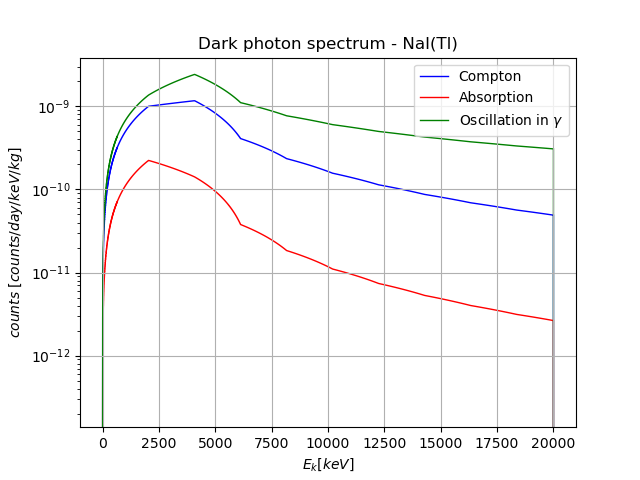 Dark photon spectrum - NaI(Tl)
Compton
Absorption
Oscillation in γ
10⁻⁹
10⁻¹⁰
10⁻¹¹
10⁻¹²
counts [counts/day/keV/kg]
0 2500 5000 7500 10000 12500 15000 17500 20000
E_k[keV]